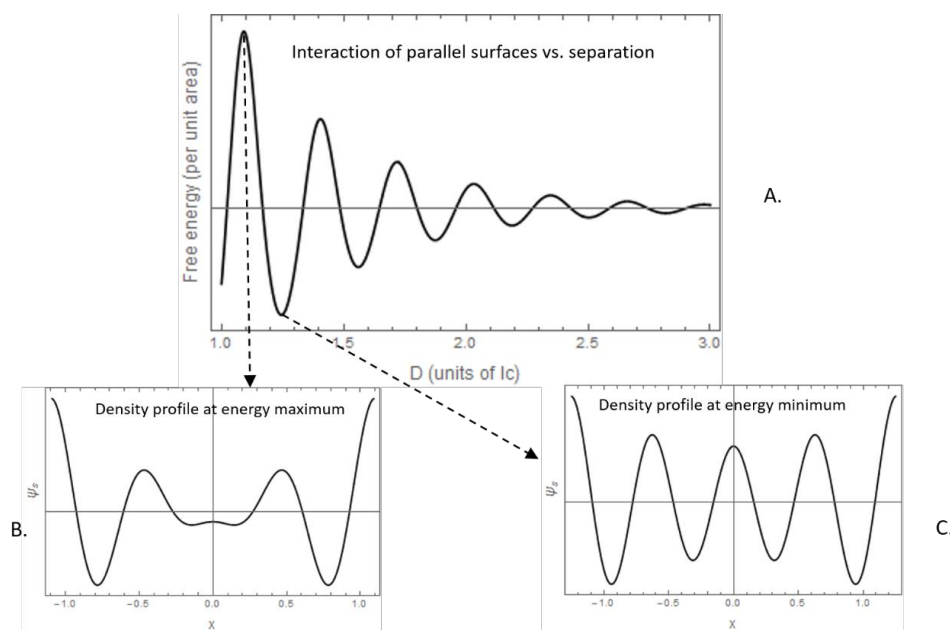 Interaction of parallel surfaces vs. separation
Free energy (per unit area)
A.
1.0 1.5 2.0 2.5 3.0
D (units of lc)
Density profile at energy maximum
ψs
B.
−1.0 −0.5 0.0 0.5 1.0
x
Density profile at energy minimum
ψs
C.
−1.0 −0.5 0.0 0.5 1.0
x